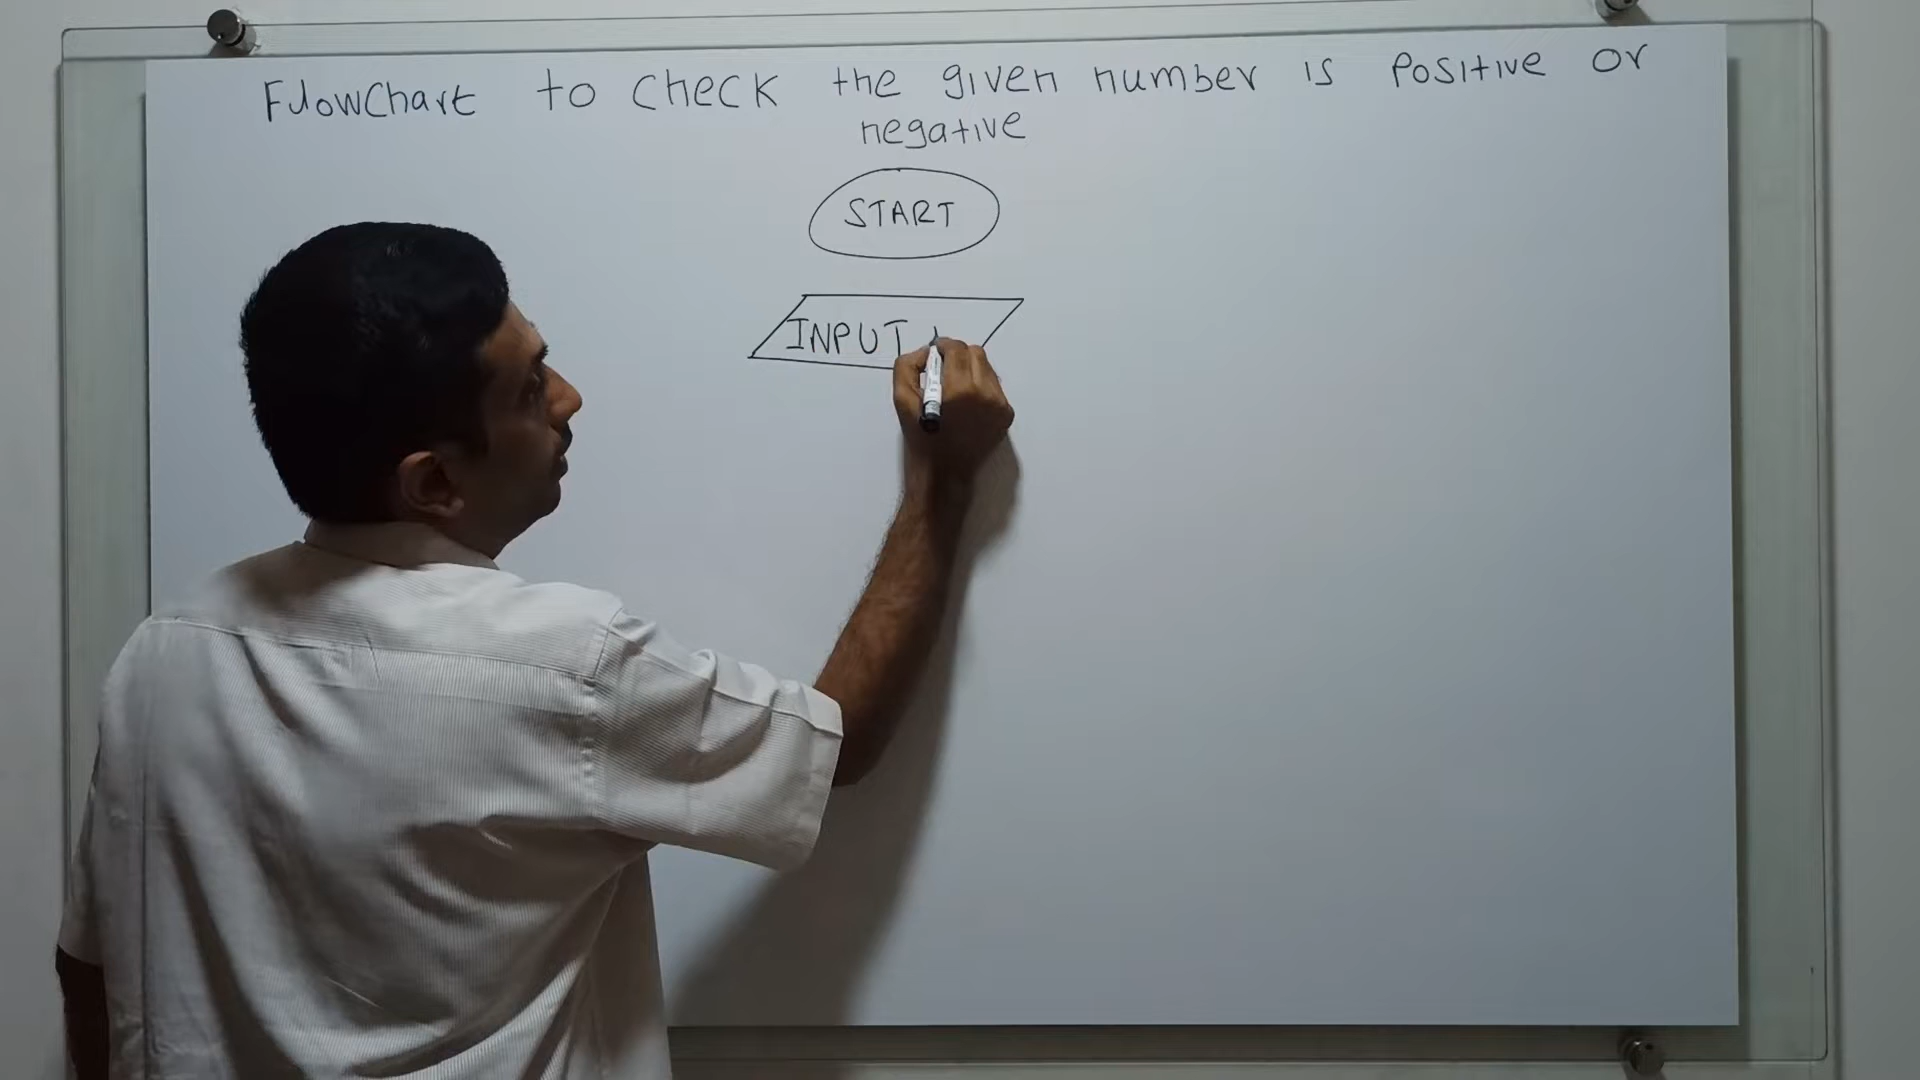 FlowChart to check the given number is Positive or
negative
START
INPUT